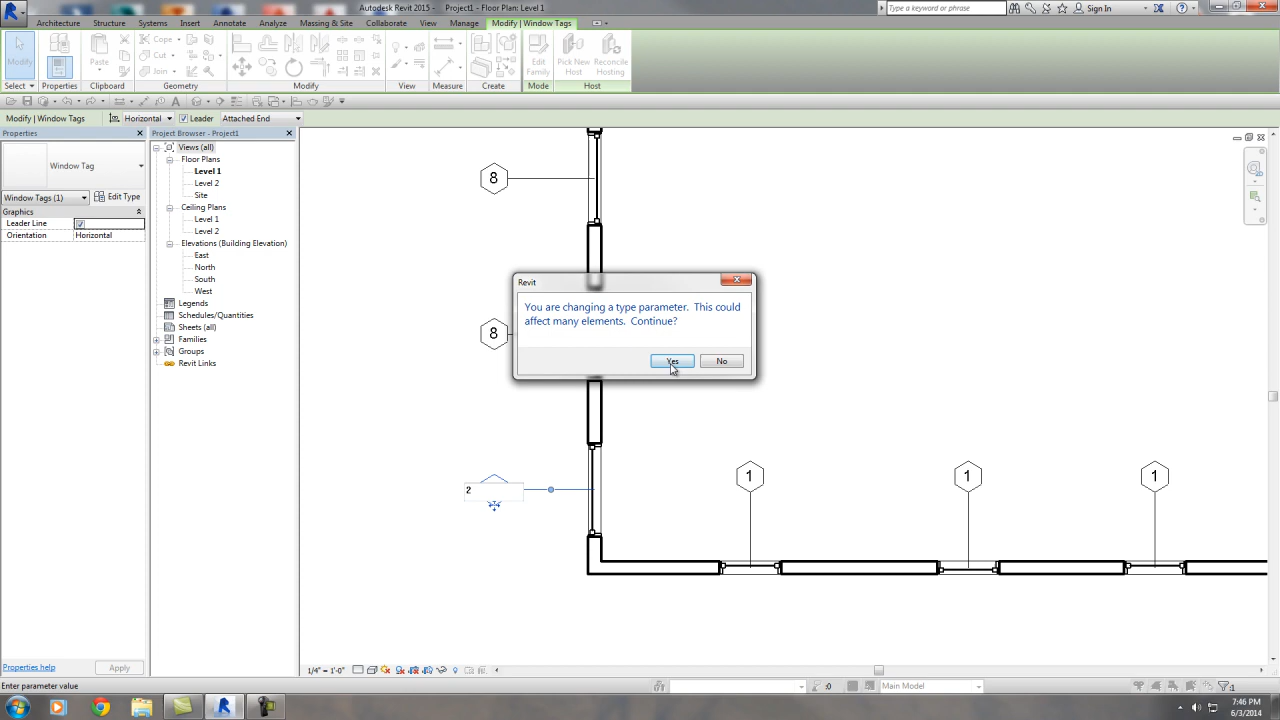 Autodesk Revit 2015 - Project1 - Floor Plan: Level 1
Type a keyword or phrase
Sign In
Architecture Structure Systems Insert Annotate Analyze Massing & Site Collaborate View Manage Modify | Window Tags
Modify
Paste
Cope
Cut
Join
Edit Family
Pick New Host
Reconcile Hosting
Select Properties Clipboard Geometry Modify View Measure Create Mode Host
Modify | Window Tags Horizontal Leader Attached End
Properties
Project Browser - Project1
Window Tag
Window Tags (1) Edit Type
Graphics
Leader Line
Orientation Horizontal
Views (all)
Floor Plans
Level 1
Level 2
Site
Ceiling Plans
Level 1
Level 2
Elevations (Building Elevation)
East
North
South
West
Legends
Schedules/Quantities
Sheets (all)
Families
Groups
Revit Links
8
8
2
1
1
1
Revit
You are changing a type parameter. This could
affect many elements. Continue?
Yes No
Properties help Apply
1/4" = 1'-0"
Enter parameter value
:0
Main Model
:1
7:46 PM
6/3/2014